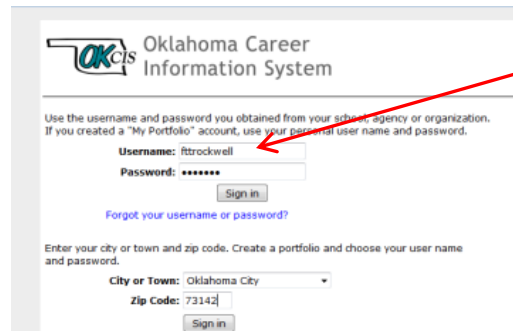 OKcis Oklahoma Career
Information System
Use the username and password you obtained from your school, agency or organization.
If you created a "My Portfolio" account, use your personal user name and password.
Username: fttrockwell
Password: •••••••
Sign in
Forgot your username or password?
Enter your city or town and zip code. Create a portfolio and choose your user name
and password.
City or Town: Oklahoma City
Zip Code: 73142
Sign in